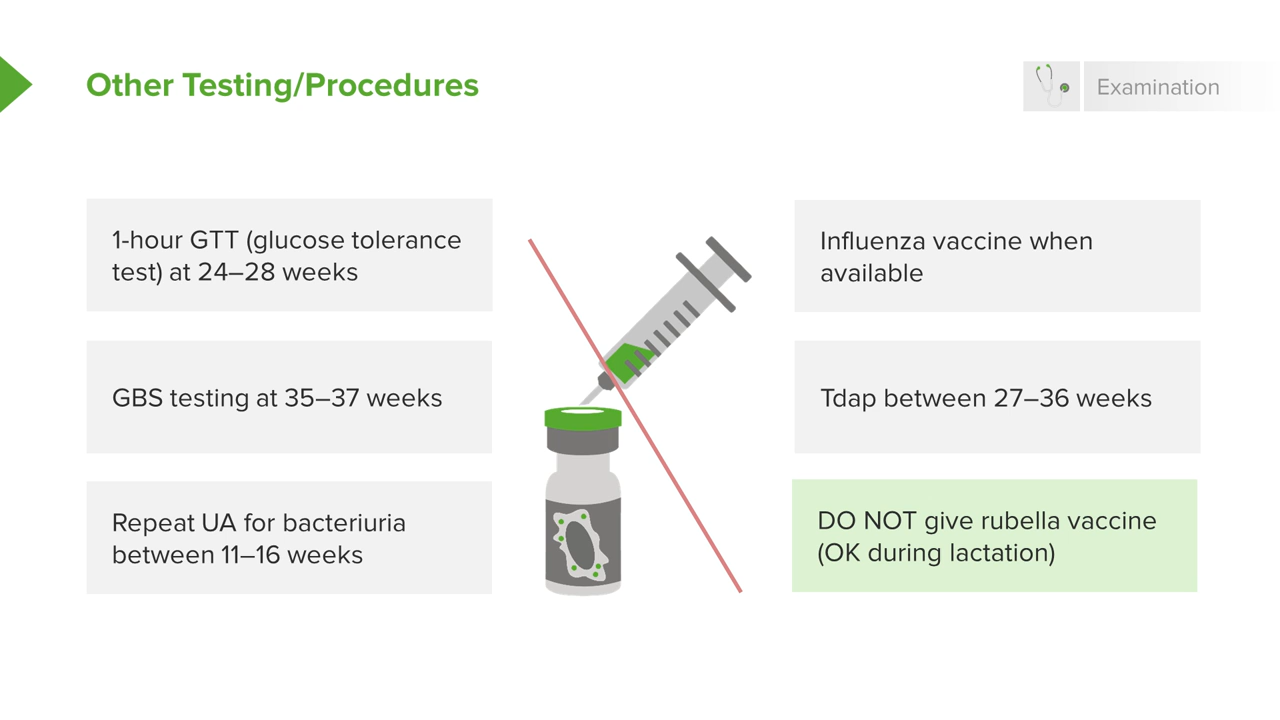 Other Testing/Procedures
Examination
1-hour GTT (glucose tolerance
test) at 24–28 weeks
GBS testing at 35–37 weeks
Repeat UA for bacteriuria
between 11–16 weeks
Influenza vaccine when
available
Tdap between 27–36 weeks
DO NOT give rubella vaccine
(OK during lactation)